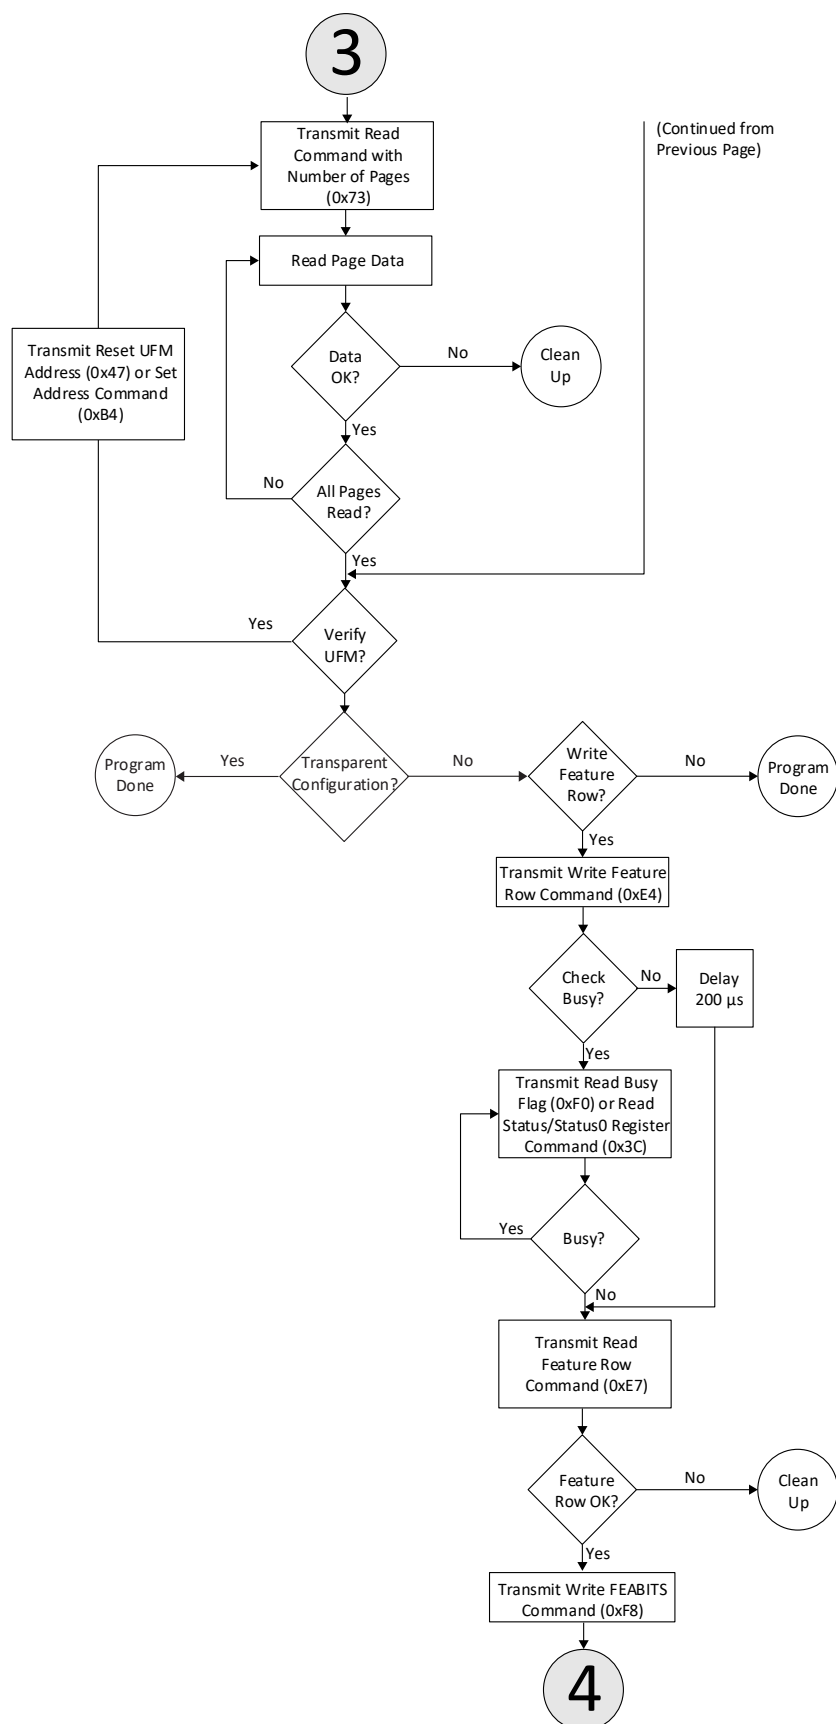 3
Transmit Read
Command with
Number of Pages
(0x73)
(Continued from
Previous Page)
Read Page Data
Transmit Reset UFM
Address (0x47) or Set
Address Command
(0xB4)
Data
OK?
No
Clean
Up
Yes
No
All Pages
Read?
Yes
Yes
Verify
UFM?
Program
Done
Yes
Transparent
Configuration?
No
Write
Feature
Row?
No
Program
Done
Yes
Transmit Write Feature
Row Command (0xE4)
Check
Busy?
No
Delay
200 µs
Yes
Transmit Read Busy
Flag (0xF0) or Read
Status/Status0 Register
Command (0x3C)
Yes
Busy?
No
Transmit Read
Feature Row
Command (0xE7)
Feature
Row OK?
No
Clean
Up
Yes
Transmit Write FEABITS
Command (0xF8)
4